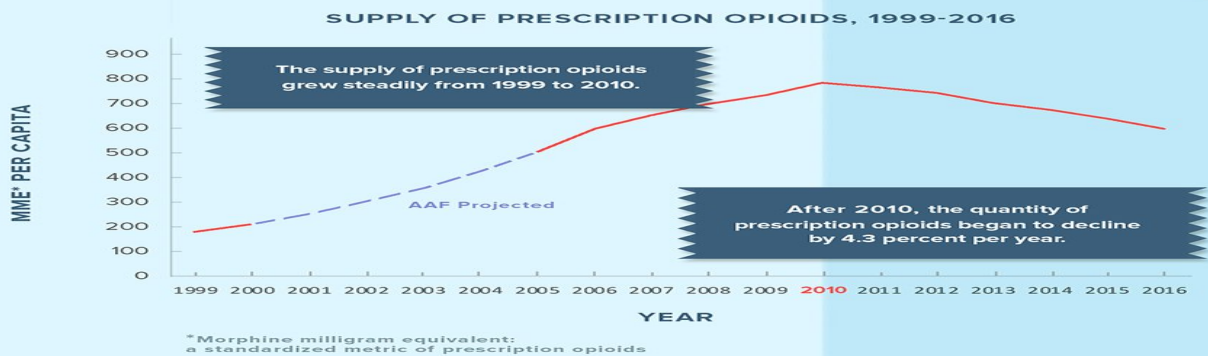 SUPPLY OF PRESCRIPTION OPIOIDS, 1999-2016
The supply of prescription opioids
grew steadily from 1999 to 2010.
MME* PER CAPITA
900
800
700
600
500
400
300
200
100
0
AAF Projected
After 2010, the quantity of
prescription opioids began to decline
by 4.3 percent per year.
1999 2000 2001 2002 2003 2004 2005 2006 2007 2008 2009 2010 2011 2012 2013 2014 2015 2016
YEAR
*Morphine milligram equivalent:
a standardized metric of prescription opioids